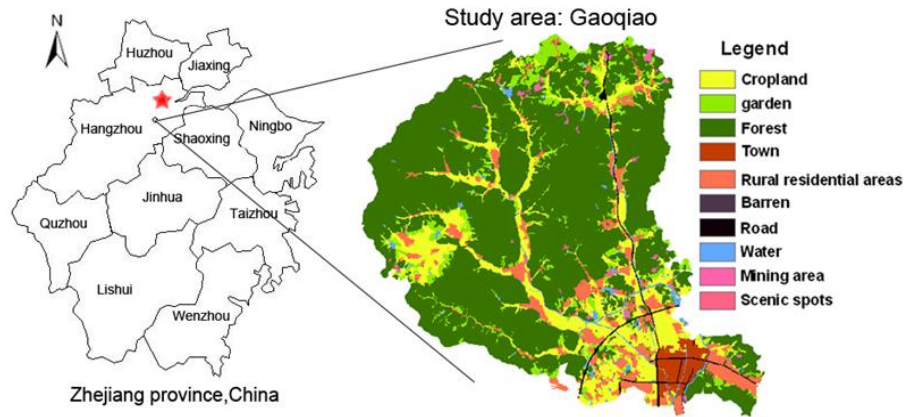 Study area: Gaoqiao
N
Huzhou
Jiaxing
Hangzhou
Shaoxing
Ningbo
Jinhua
Quzhou
Taizhou
Lishui
Wenzhou
Zhejiang province,China
Legend
Cropland
garden
Forest
Town
Rural residential areas
Barren
Road
Water
Mining area
Scenic spots